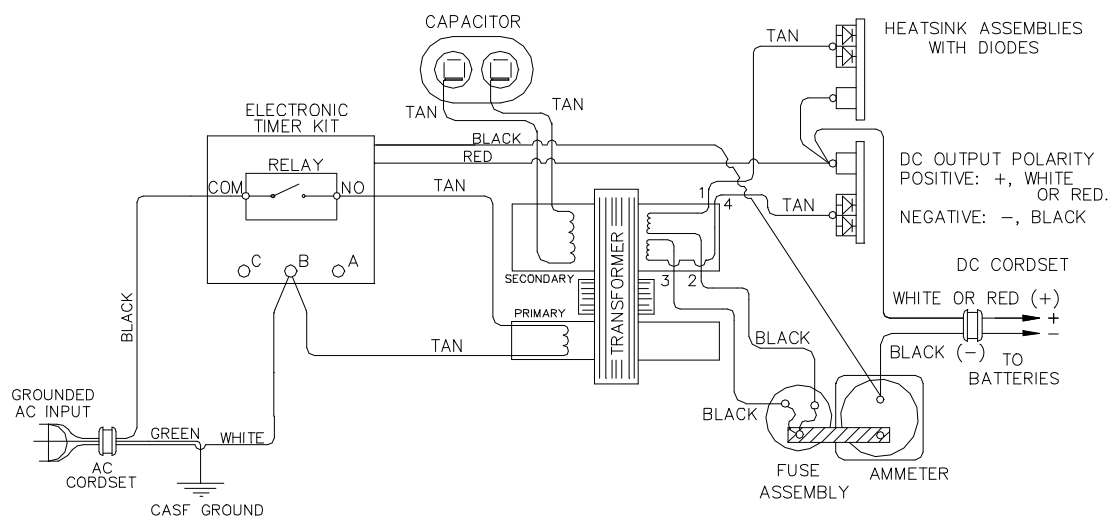 CAPACITOR
HEATSINK ASSEMBLIES
WITH DIODES
TAN
TAN
TAN
ELECTRONIC
TIMER KIT
BLACK
RED
RELAY
COM
NO
TAN
DC OUTPUT POLARITY
POSITIVE: +, WHITE
OR RED.
NEGATIVE: −, BLACK
1
4
TAN
C
B
A
SECONDARY
TRANSFORMER
3
2
DC CORDSET
WHITE OR RED (+)
+
−
BLACK (−)
TO
BATTERIES
BLACK
PRIMARY
TAN
BLACK
BLACK
GROUNDED
AC INPUT
GREEN
WHITE
AC
CORDSET
CASF GROUND
FUSE
ASSEMBLY
AMMETER